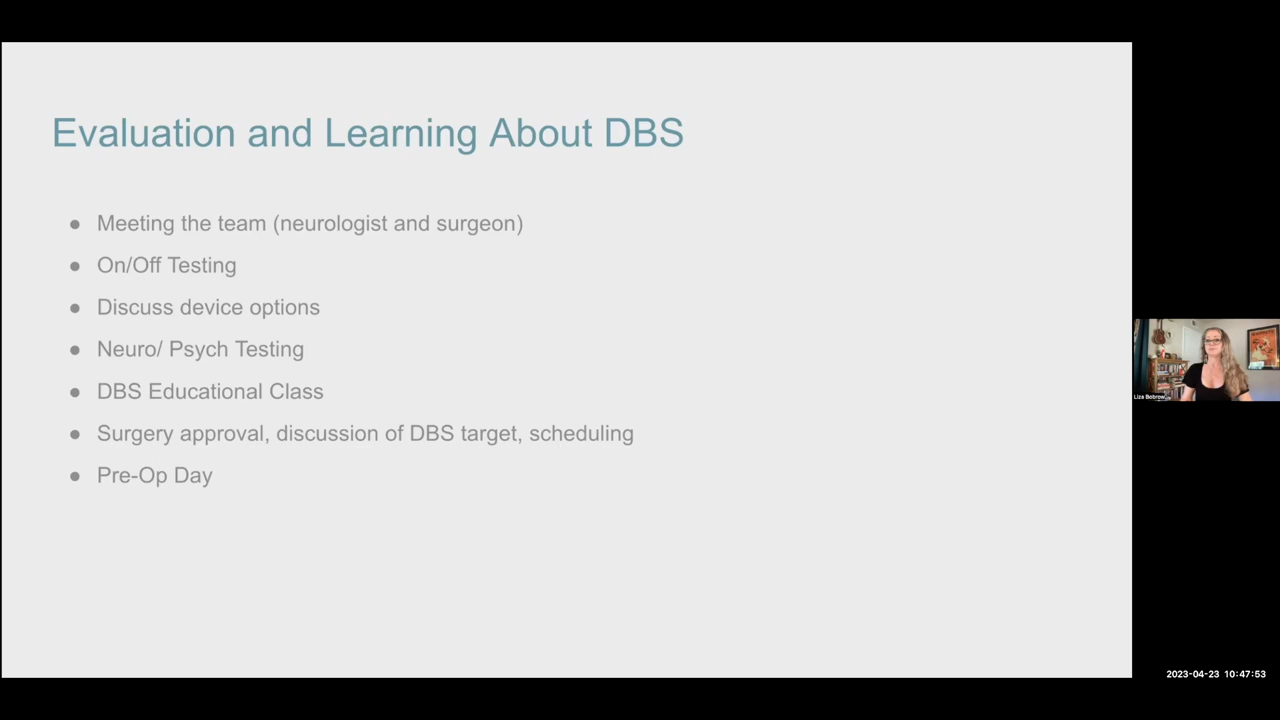 Evaluation and Learning About DBS
● Meeting the team (neurologist and surgeon)
● On/Off Testing
● Discuss device options
● Neuro/ Psych Testing
● DBS Educational Class
● Surgery approval, discussion of DBS target, scheduling
● Pre-Op Day
Liza Bobrow
2023-04-23 10:47:53